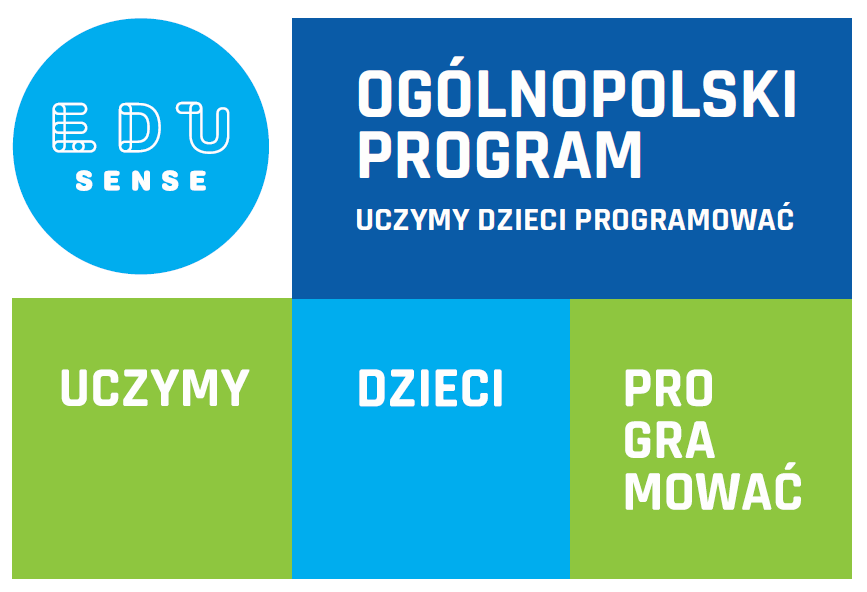 EDU
SENSE
OGÓLNOPOLSKI
PROGRAM
UCZYMY DZIECI PROGRAMOWAĆ
UCZYMY
DZIECI
PRO
GRA
MOWAĆ